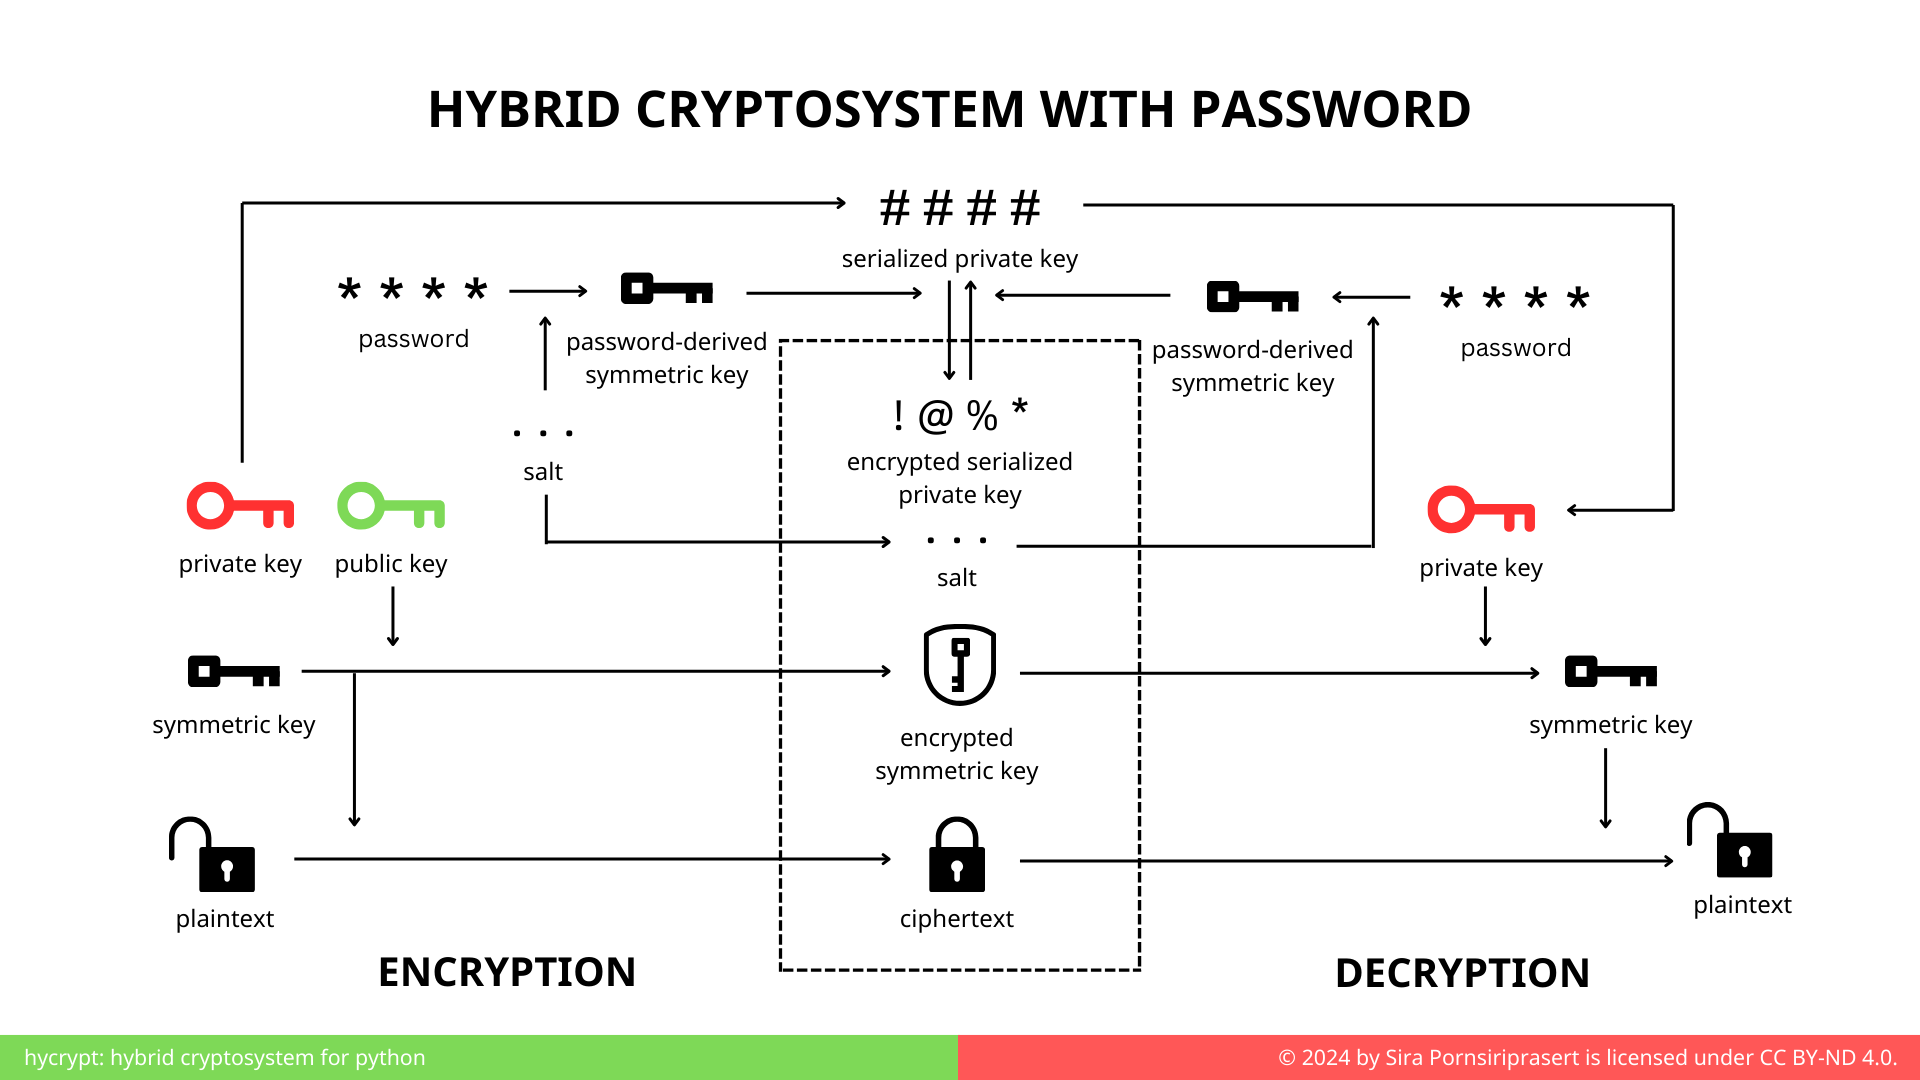 HYBRID CRYPTOSYSTEM WITH PASSWORD
# # # #
serialized private key
* * * *
password
password-derived
symmetric key
password-derived
symmetric key
* * * *
password
! @ % *
encrypted serialized
private key
. . .
salt
private key
public key
. . .
salt
private key
symmetric key
encrypted
symmetric key
symmetric key
plaintext
ciphertext
plaintext
ENCRYPTION
DECRYPTION
hycrypt: hybrid cryptosystem for python
© 2024 by Sira Pornsiriprasert is licensed under CC BY-ND 4.0.